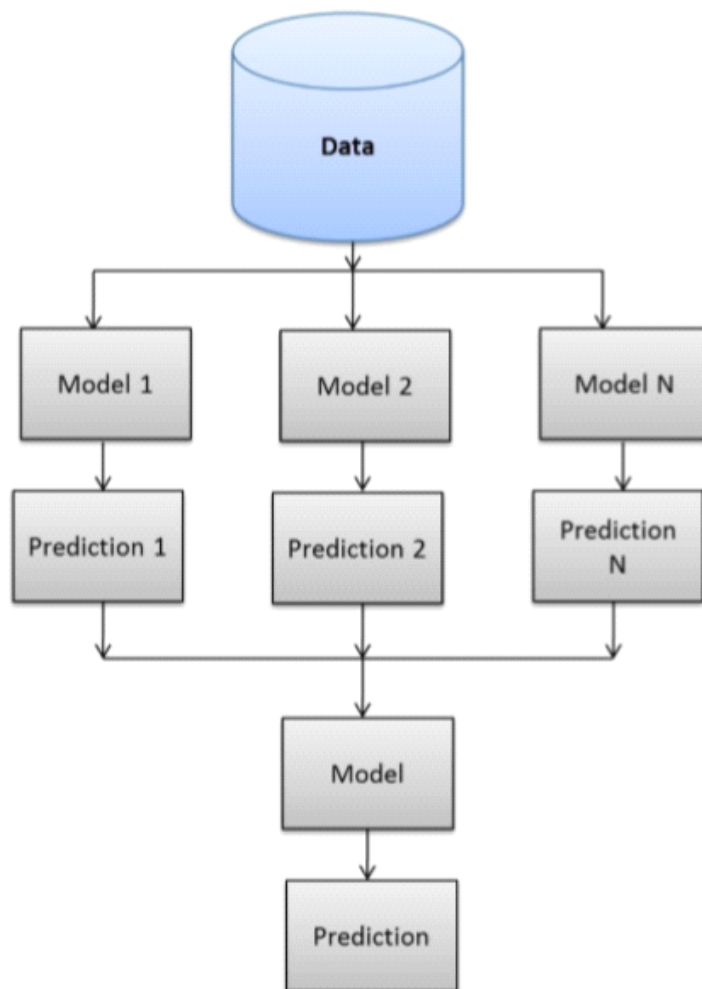 Data
Model 1
Model 2
Model N
Prediction 1
Prediction 2
Prediction
N
Model
Prediction